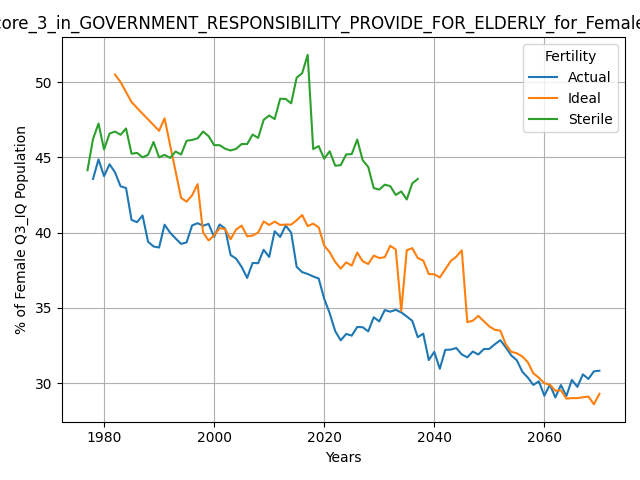 core_3_in_GOVERNMENT_RESPONSIBILITY_PROVIDE_FOR_ELDERLY_for_Female
Fertility
Actual
Ideal
Sterile
% of Female Q3_IQ Population
50
45
40
35
30
1980
2000
2020
2040
2060
Years